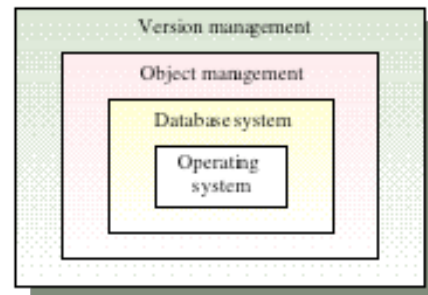 Version management
Object management
Database system
Operating
system